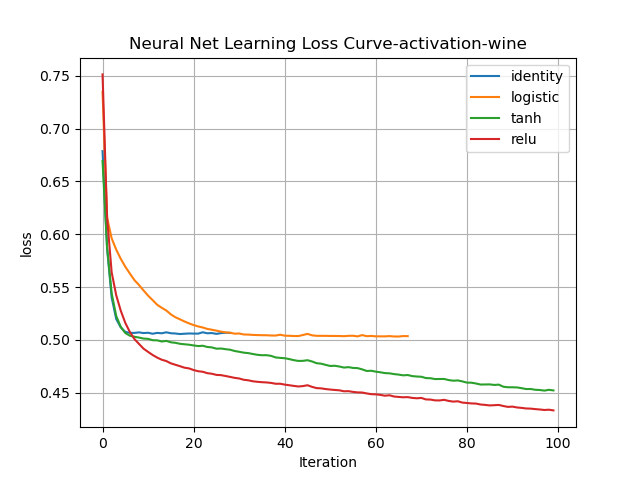 Neural Net Learning Loss Curve-activation-wine
identity
logistic
tanh
relu
0.75
0.70
0.65
0.60
0.55
0.50
0.45
loss
0 20 40 60 80 100
Iteration